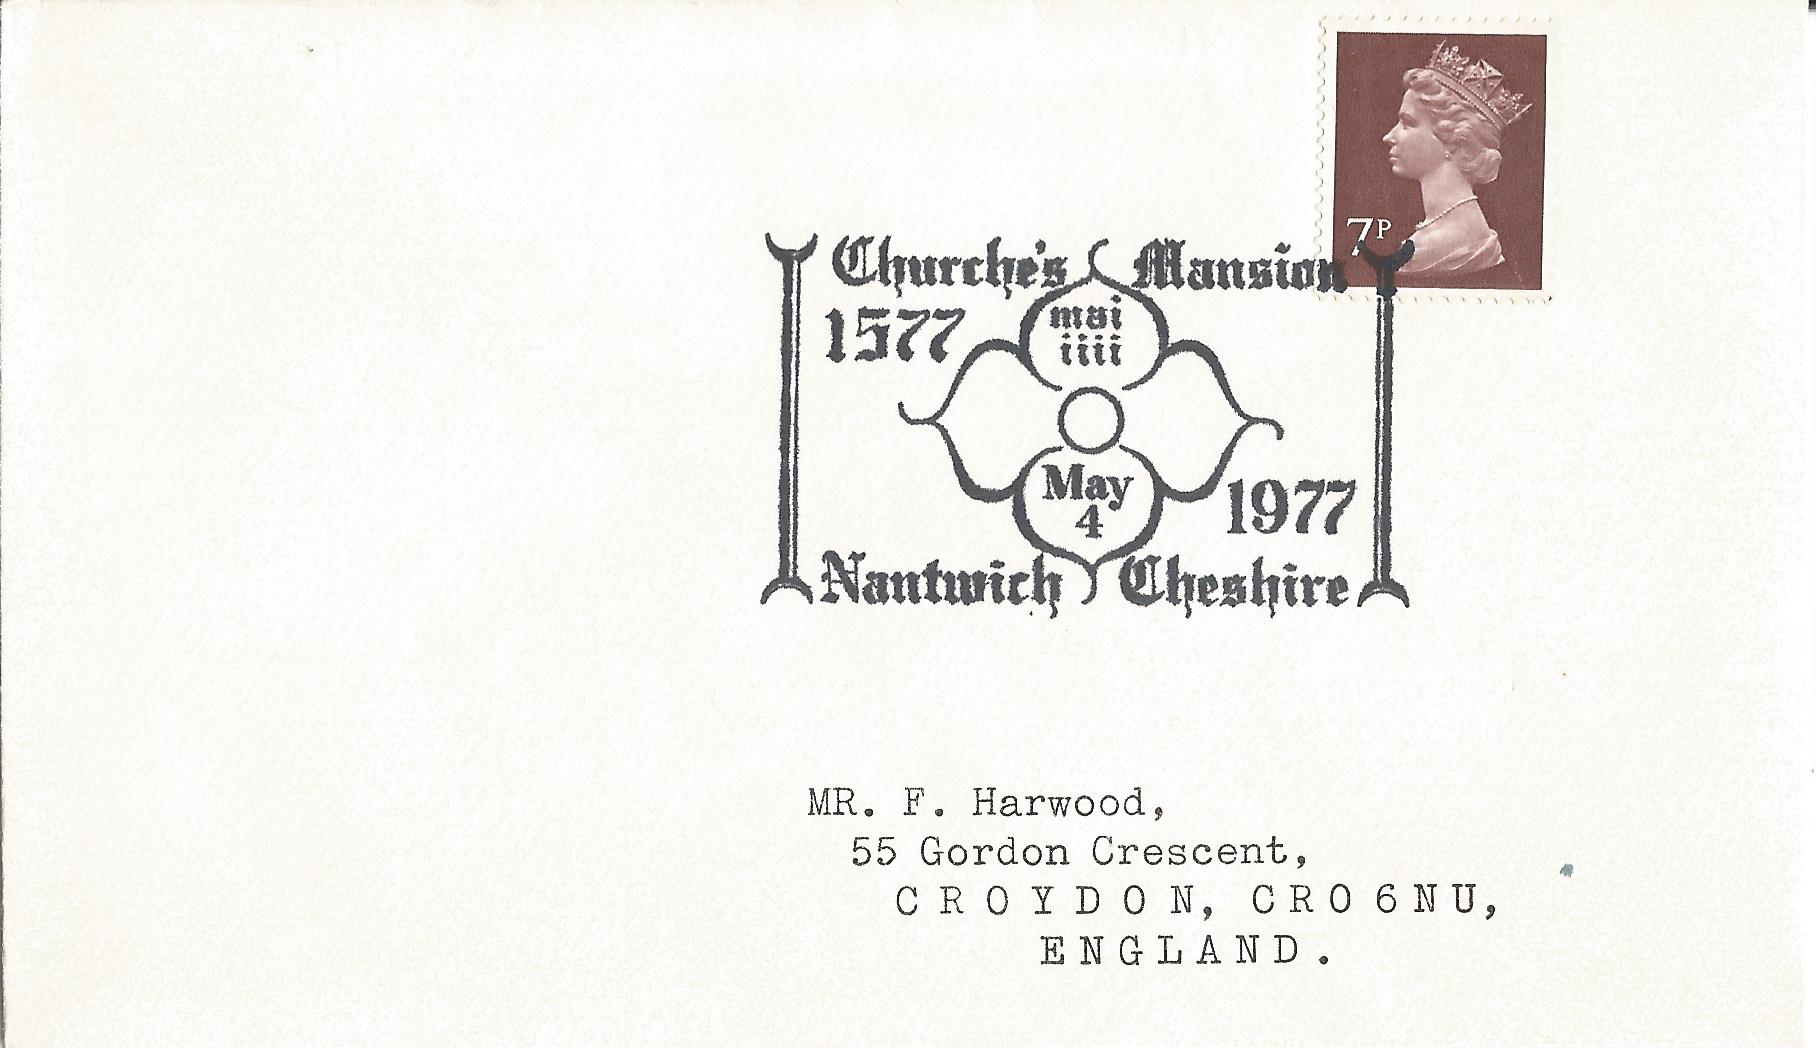 7P
Churche's Mansion
1577
mai
iiii
May
4
1977
Nantwich Cheshire
MR. F. Harwood,
55 Gordon Crescent,
CROYDON, CRO 6NU,
ENGLAND.